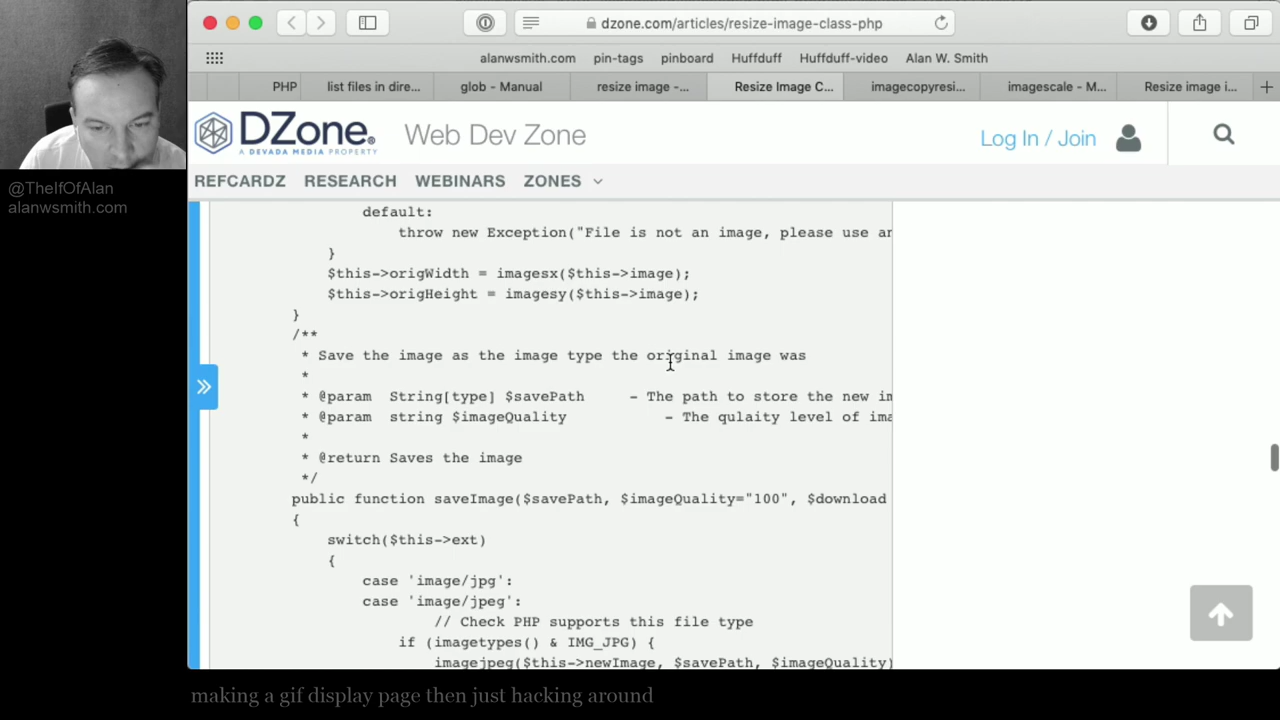 dzone.com/articles/resize-image-class-php
alanwsmith.com pin-tags pinboard Huffduff Huffduff-video Alan W. Smith
PHP list files in dire... glob - Manual resize image -... Resize Image C... imagecopyresi... imagescale - M... Resize image i...
DZone. Web Dev Zone Log In / Join
A DEVADA MEDIA PROPERTY
REFCARDZ RESEARCH WEBINARS ZONES
@TheIfOfAlan
alanwsmith.com
default:
throw new Exception("File is not an image, please use an
}
$this->origWidth = imagesx($this->image);
$this->origHeight = imagesy($this->image);
}
/**
* Save the image as the image type the original image was
*
* @param String[type] $savePath - The path to store the new im
* @param string $imageQuality - The qulaity level of ima
*
* @return Saves the image
*/
public function saveImage($savePath, $imageQuality="100", $download
{
switch($this->ext)
{
case 'image/jpg':
case 'image/jpeg':
// Check PHP supports this file type
if (imagetypes() & IMG_JPG) {
imagejpeg($this->newImage, $savePath, $imageQuality)
making a gif display page then just hacking around